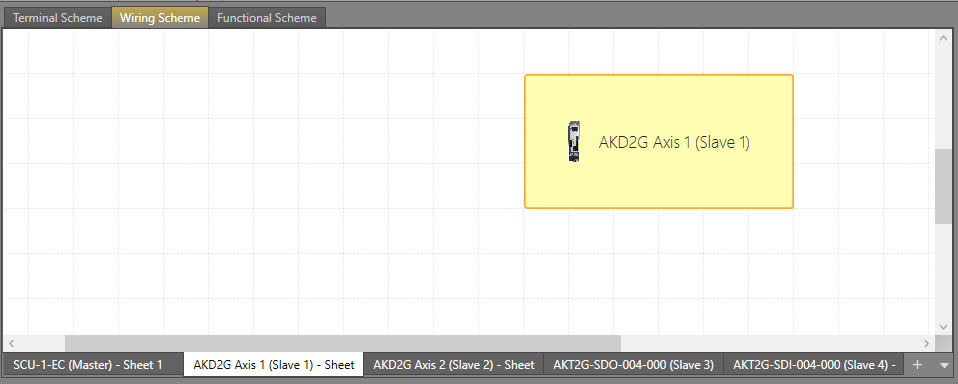 Terminal Scheme
Wiring Scheme
Functional Scheme
AKD2G Axis 1 (Slave 1)
SCU-1-EC (Master) - Sheet 1
AKD2G Axis 1 (Slave 1) - Sheet
AKD2G Axis 2 (Slave 2) - Sheet
AKT2G-SDO-004-000 (Slave 3)
AKT2G-SDI-004-000 (Slave 4) -